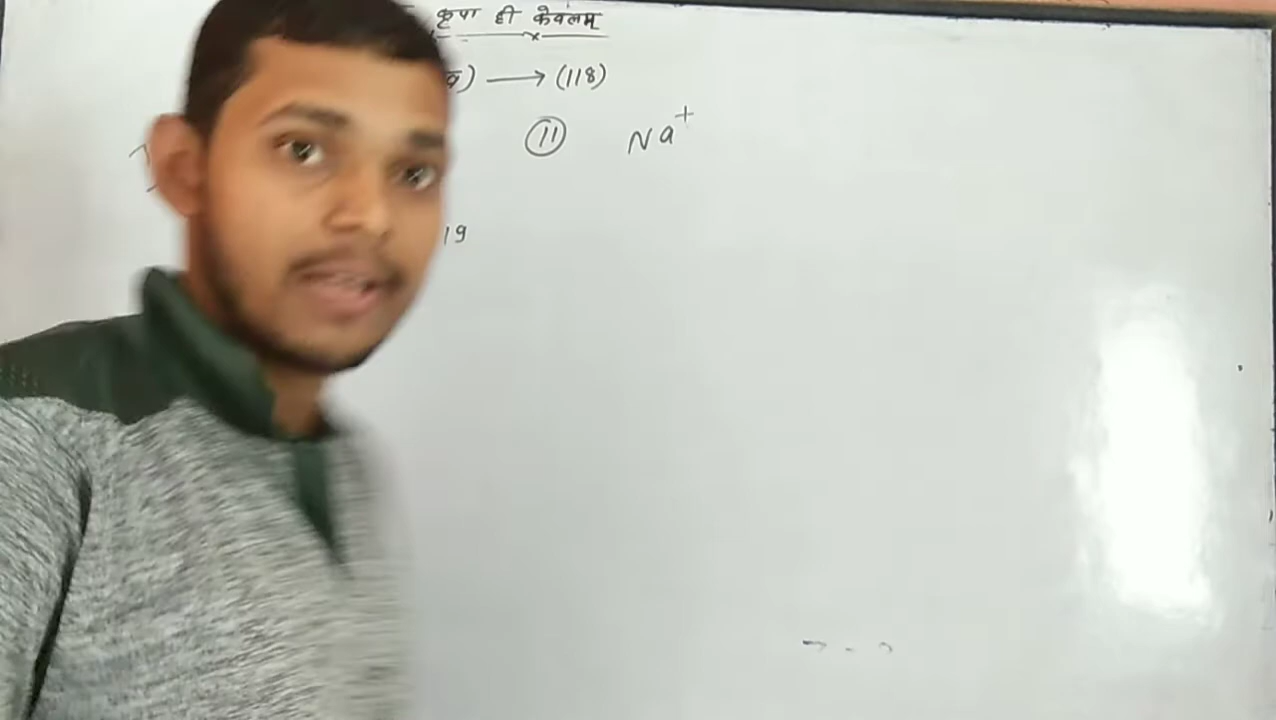 कृपा ही केवलम्
) ⟶ (118)
11 Na⁺
19